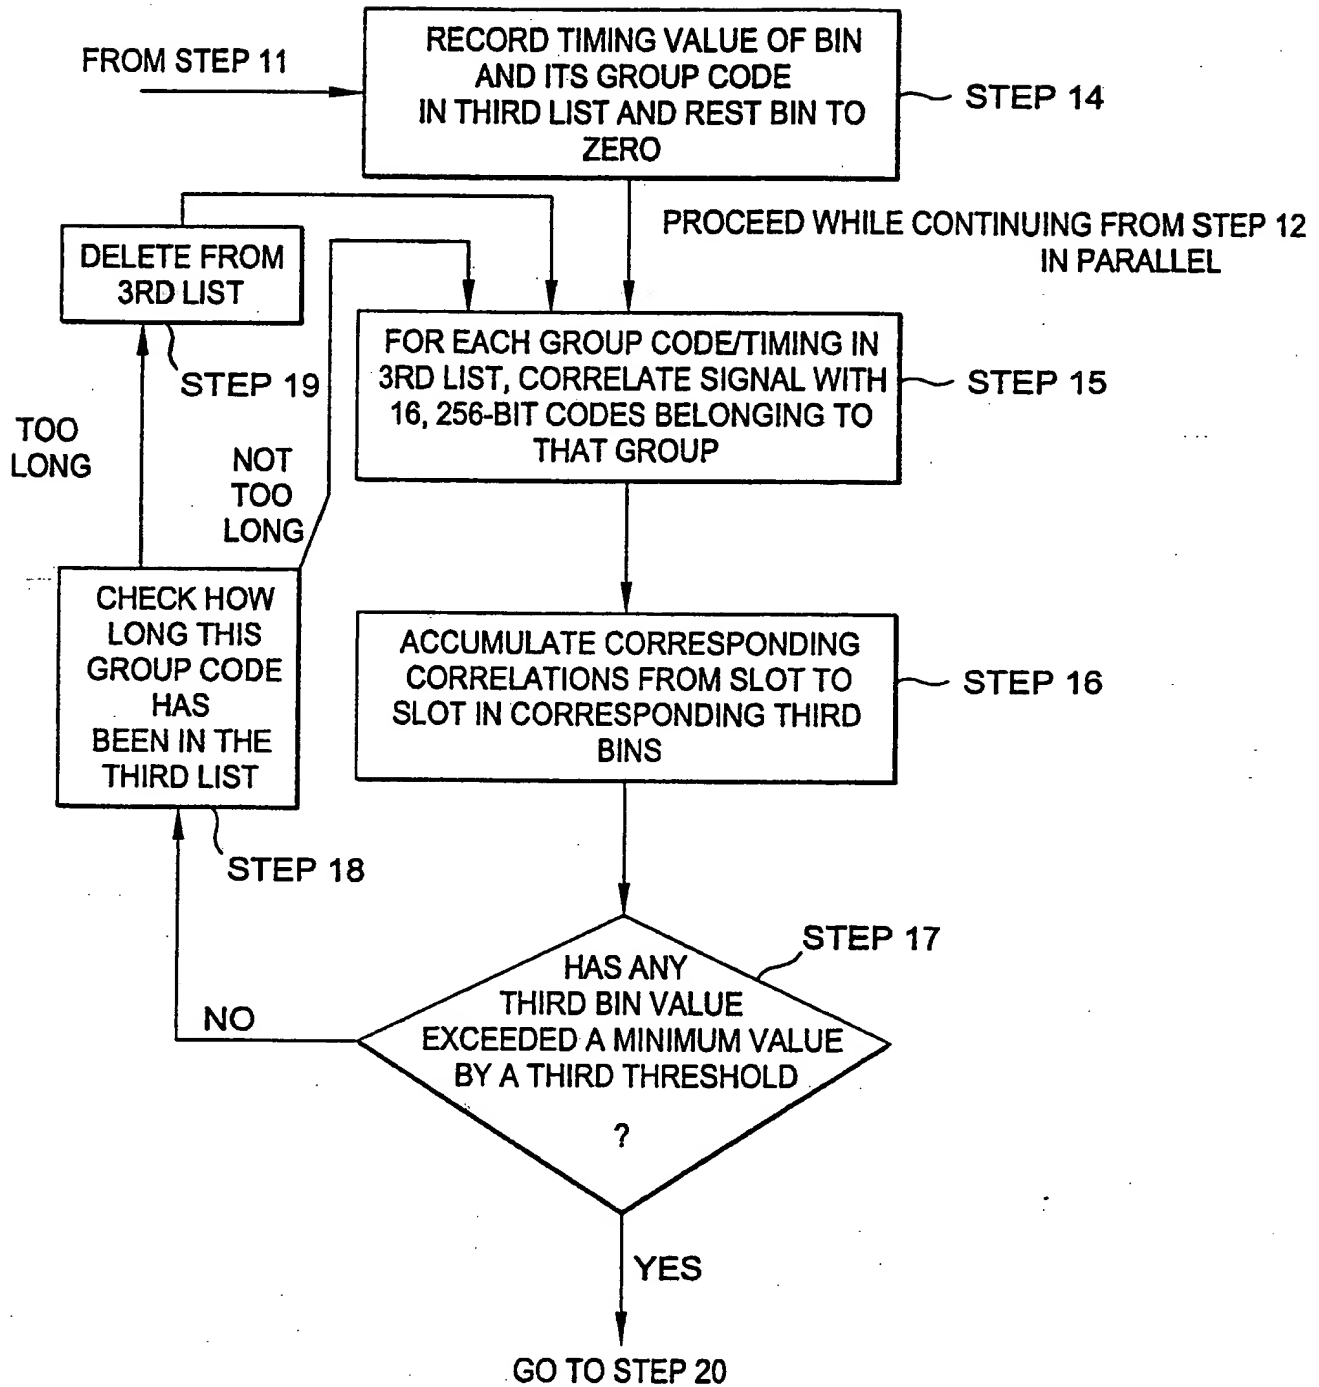 FROM STEP 11
RECORD TIMING VALUE OF BIN
AND ITS GROUP CODE
IN THIRD LIST AND REST BIN TO
ZERO
STEP 14
PROCEED WHILE CONTINUING FROM STEP 12
IN PARALLEL
DELETE FROM
3RD LIST
STEP 19
FOR EACH GROUP CODE/TIMING IN
3RD LIST, CORRELATE SIGNAL WITH
16, 256-BIT CODES BELONGING TO
THAT GROUP
STEP 15
TOO
LONG
NOT
TOO
LONG
CHECK HOW
LONG THIS
GROUP CODE
HAS
BEEN IN THE
THIRD LIST
STEP 18
ACCUMULATE CORRESPONDING
CORRELATIONS FROM SLOT TO
SLOT IN CORRESPONDING THIRD
BINS
STEP 16
HAS ANY
THIRD BIN VALUE
EXCEEDED A MINIMUM VALUE
BY A THIRD THRESHOLD
?
STEP 17
NO
YES
GO TO STEP 20